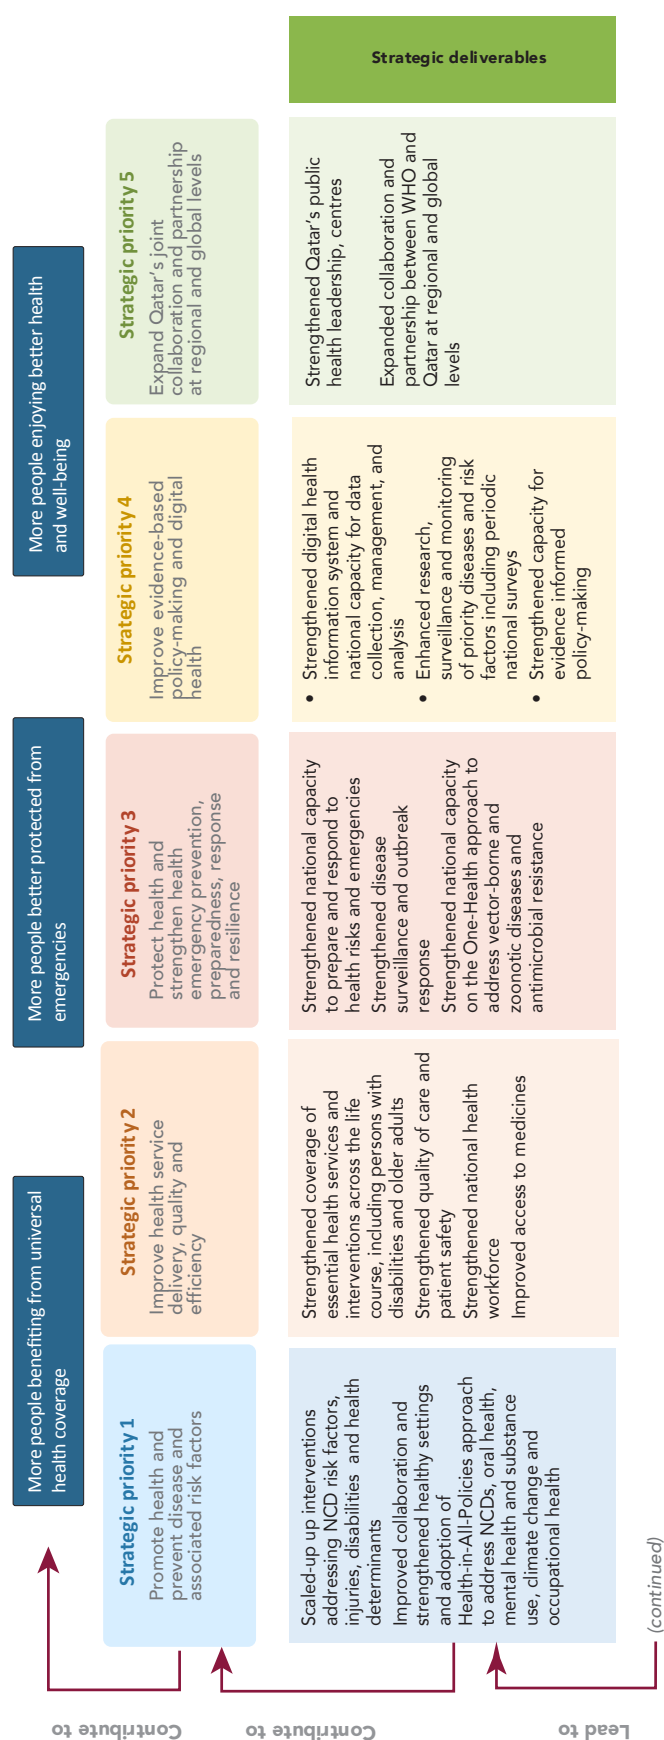 More people benefiting from universal
health coverage
More people better protected from
emergencies
More people enjoying better health
and well-being
Contribute to
Strategic priority 1
Promote health and
prevent disease and
associated risk factors
Strategic priority 2
Improve health service
delivery, quality and
efficiency
Strategic priority 3
Protect health and
strengthen health
emergency prevention,
preparedness, response
and resilience
Strategic priority 4
Improve evidence-based
policy-making and digital
health
Strategic priority 5
Expand Qatar's joint
collaboration and partnership
at regional and global levels
Contribute to
Scaled-up up interventions
addressing NCD risk factors,
injuries, disabilities and health
determinants
Improved collaboration and
strengthened healthy settings
and adoption of
Health-in-All-Policies approach
to address NCDs, oral health,
mental health and substance
use, climate change and
occupational health
Strengthened coverage of
essential health services and
interventions across the life
course, including persons with
disabilities and older adults
Strengthened quality of care and
patient safety
Strengthened national health
workforce
Improved access to medicines
Strengthened national capacity
to prepare and respond to
health risks and emergencies
Strengthened disease
surveillance and outbreak
response
Strengthened national capacity
on the One-Health approach to
address vector-borne and
zoonotic diseases and
antimicrobial resistance
• Strengthened digital health
information system and
national capacity for data
collection, management, and
analysis
• Enhanced research,
surveillance and monitoring
of priority diseases and risk
factors including periodic
national surveys
• Strengthened capacity for
evidence informed
policy-making
Strengthened Qatar's public
health leadership, centres
Expanded collaboration and
partnership between WHO and
Qatar at regional and global
levels
Strategic deliverables
Lead to
(continued)